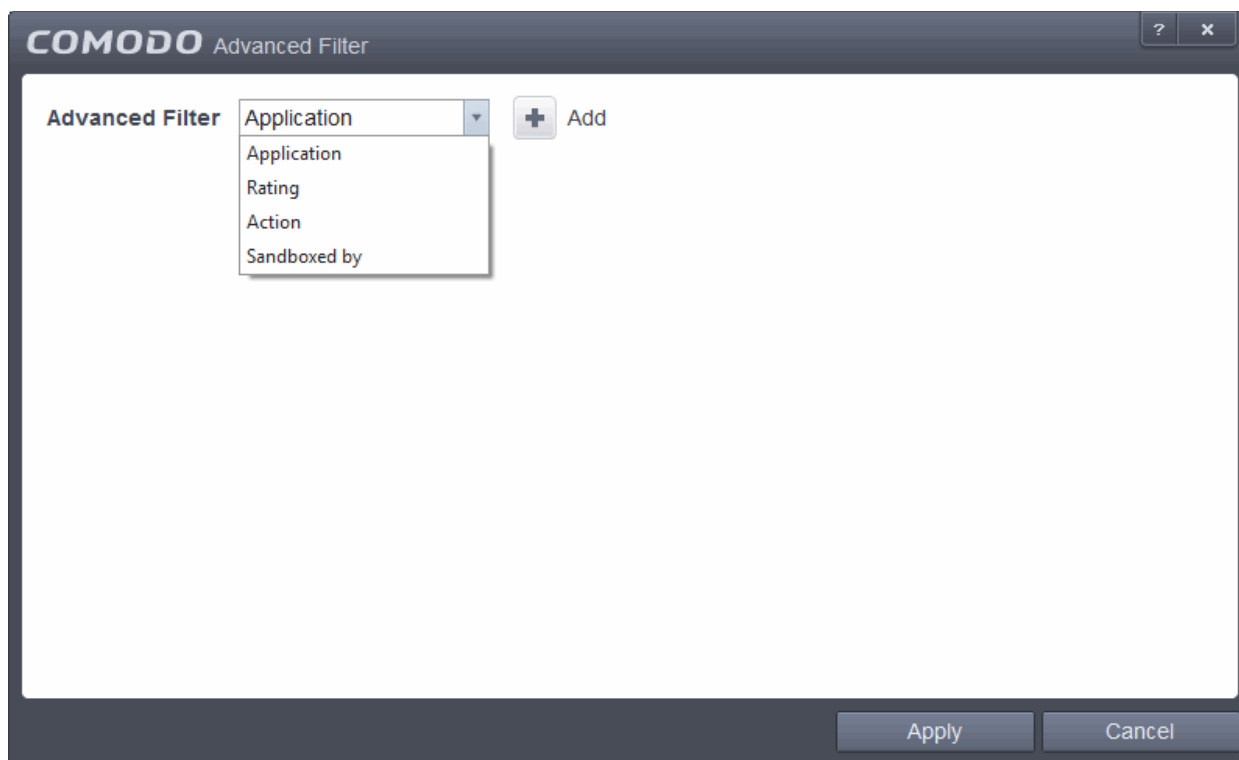 COMODO Advanced Filter ? ×
Advanced Filter Application + Add
Application
Rating
Action
Sandboxed by
Apply Cancel